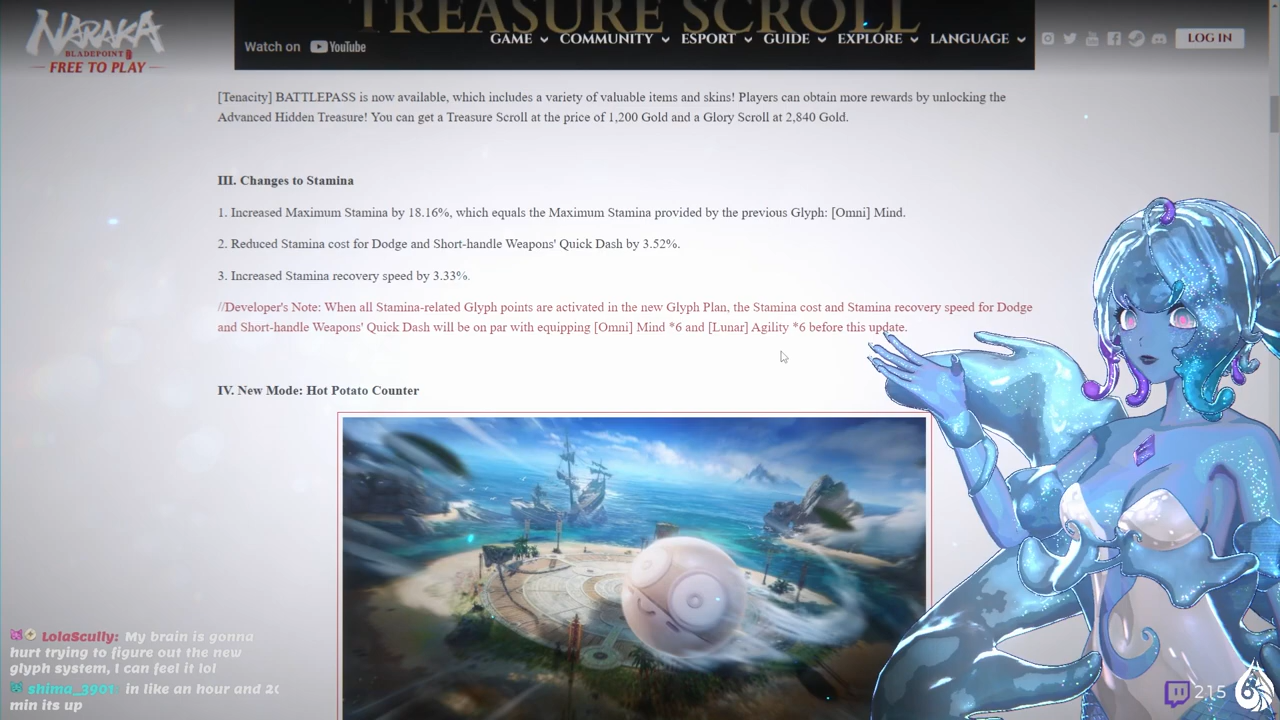 TREASURE SCROLL
NARAKA
BLADEPOINT
FREE TO PLAY
Watch on YouTube
GAME COMMUNITY ESPORT GUIDE EXPLORE LANGUAGE LOG IN
[Tenacity] BATTLEPASS is now available, which includes a variety of valuable items and skins! Players can obtain more rewards by unlocking the
Advanced Hidden Treasure! You can get a Treasure Scroll at the price of 1,200 Gold and a Glory Scroll at 2,840 Gold.
III. Changes to Stamina
1. Increased Maximum Stamina by 18.16%, which equals the Maximum Stamina provided by the previous Glyph: [Omni] Mind.
2. Reduced Stamina cost for Dodge and Short-handle Weapons' Quick Dash by 3.52%.
3. Increased Stamina recovery speed by 3.33%.
//Developer's Note: When all Stamina-related Glyph points are activated in the new Glyph Plan, the Stamina cost and Stamina recovery speed for Dodge
and Short-handle Weapons' Quick Dash will be on par with equipping [Omni] Mind *6 and [Lunar] Agility *6 before this update.
IV. New Mode: Hot Potato Counter
LolaScully: My brain is gonna
hurt trying to figure out the new
glyph system, I can feel it lol
shima_3901: in like an hour and
min its up
215